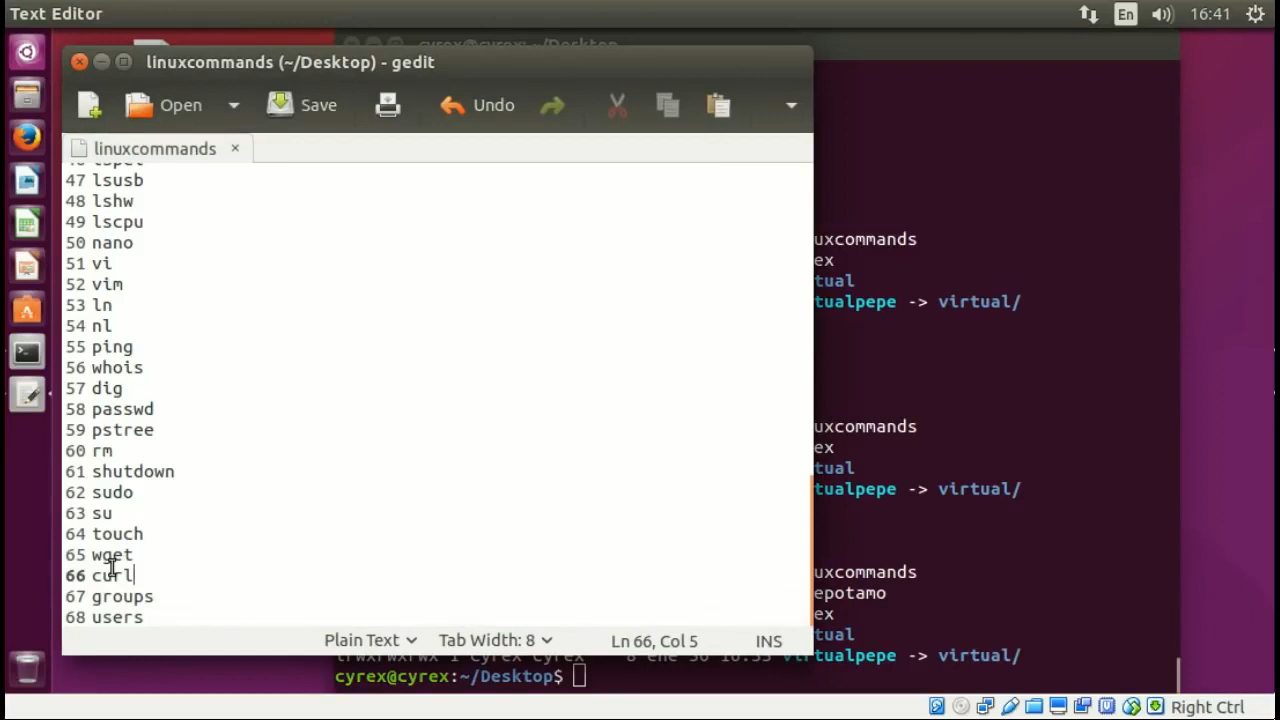 Text Editor
En
16:41
cyrex@cyrex: ~/Desktop
linuxcommands (~/Desktop) - gedit
Open
Save
Undo
linuxcommands ×
47 lsusb
48 lshw
49 lscpu
50 nano
51 vi
52 vim
53 ln
54 nl
55 ping
56 whois
57 dig
58 passwd
59 pstree
60 rm
61 shutdown
62 sudo
63 su
64 touch
65 wget
66 curl
67 groups
68 users
Plain Text
Tab Width: 8
Ln 66, Col 5
INS
uxcommands
ex
tual
tualpepe -> virtual/
uxcommands
ex
tual
tualpepe -> virtual/
uxcommands
epotamo
ex
tual
virtualpepe -> virtual/
cyrex@cyrex:~/Desktop$
Right Ctrl